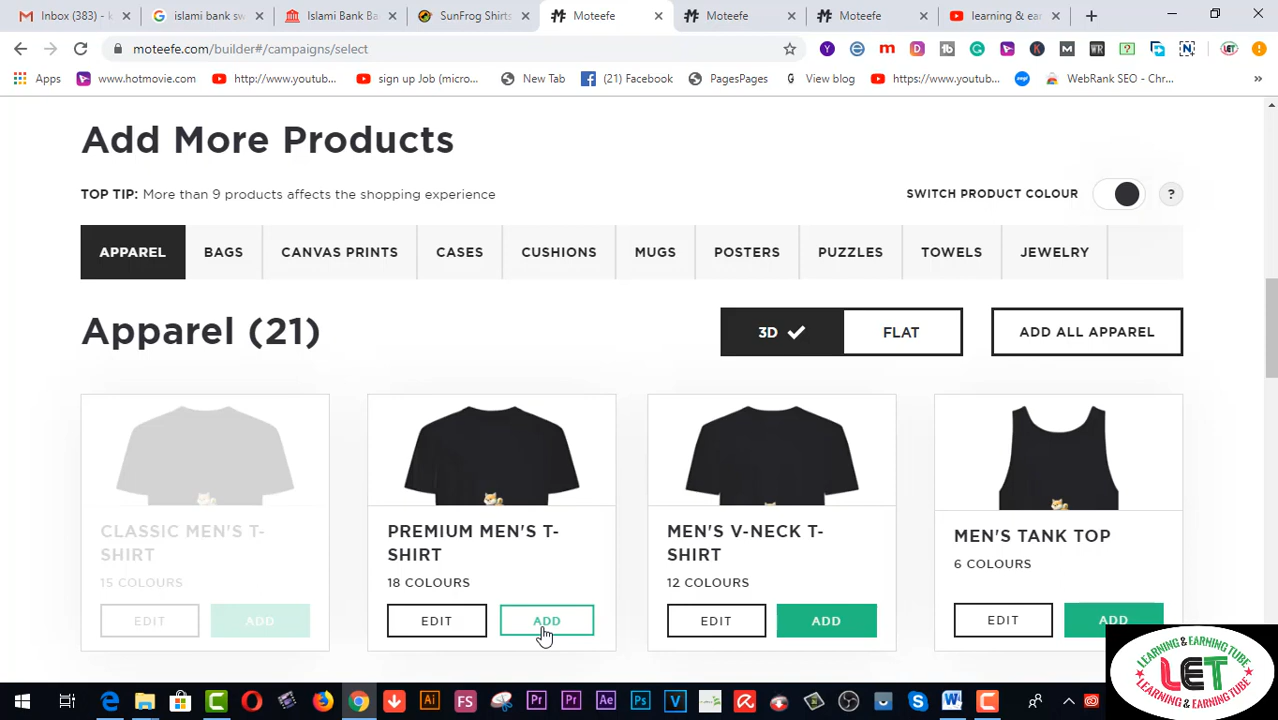 Inbox (383) - k
islami bank sw
Islami Bank Ba
SunFrog Shirts
Moteefe
Moteefe
Moteefe
learning & ear
moteefe.com/builder#/campaigns/select
Apps
www.hotmovie.com
http://www.youtub...
sign up Job (micro...
New Tab
(21) Facebook
PagesPages
View blog
https://www.youtub...
WebRank SEO - Chr...
Add More Products
TOP TIP: More than 9 products affects the shopping experience
SWITCH PRODUCT COLOUR
?
APPAREL
BAGS
CANVAS PRINTS
CASES
CUSHIONS
MUGS
POSTERS
PUZZLES
TOWELS
JEWELRY
Apparel (21)
3D
FLAT
ADD ALL APPAREL
CLASSIC MEN'S T-
SHIRT
15 COLOURS
EDIT
ADD
PREMIUM MEN'S T-
SHIRT
18 COLOURS
EDIT
ADD
MEN'S V-NECK T-
SHIRT
12 COLOURS
EDIT
ADD
MEN'S TANK TOP
6 COLOURS
EDIT
ADD
LEARNING & EARNING TUBE
LET
LEARNING & EARNING TUBE